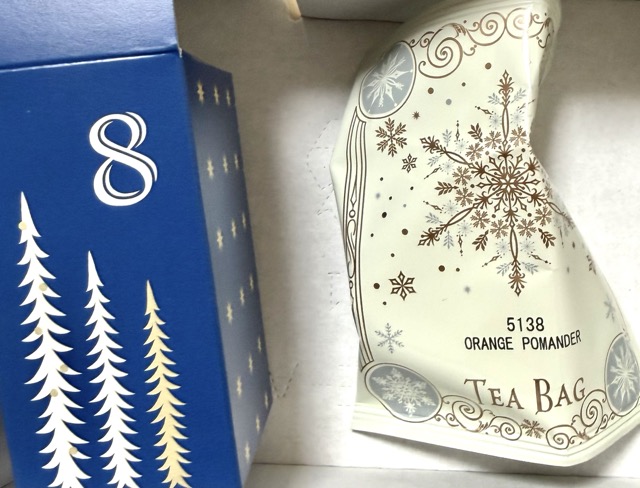 8
5138
ORANGE POMANDER
TEA BAG